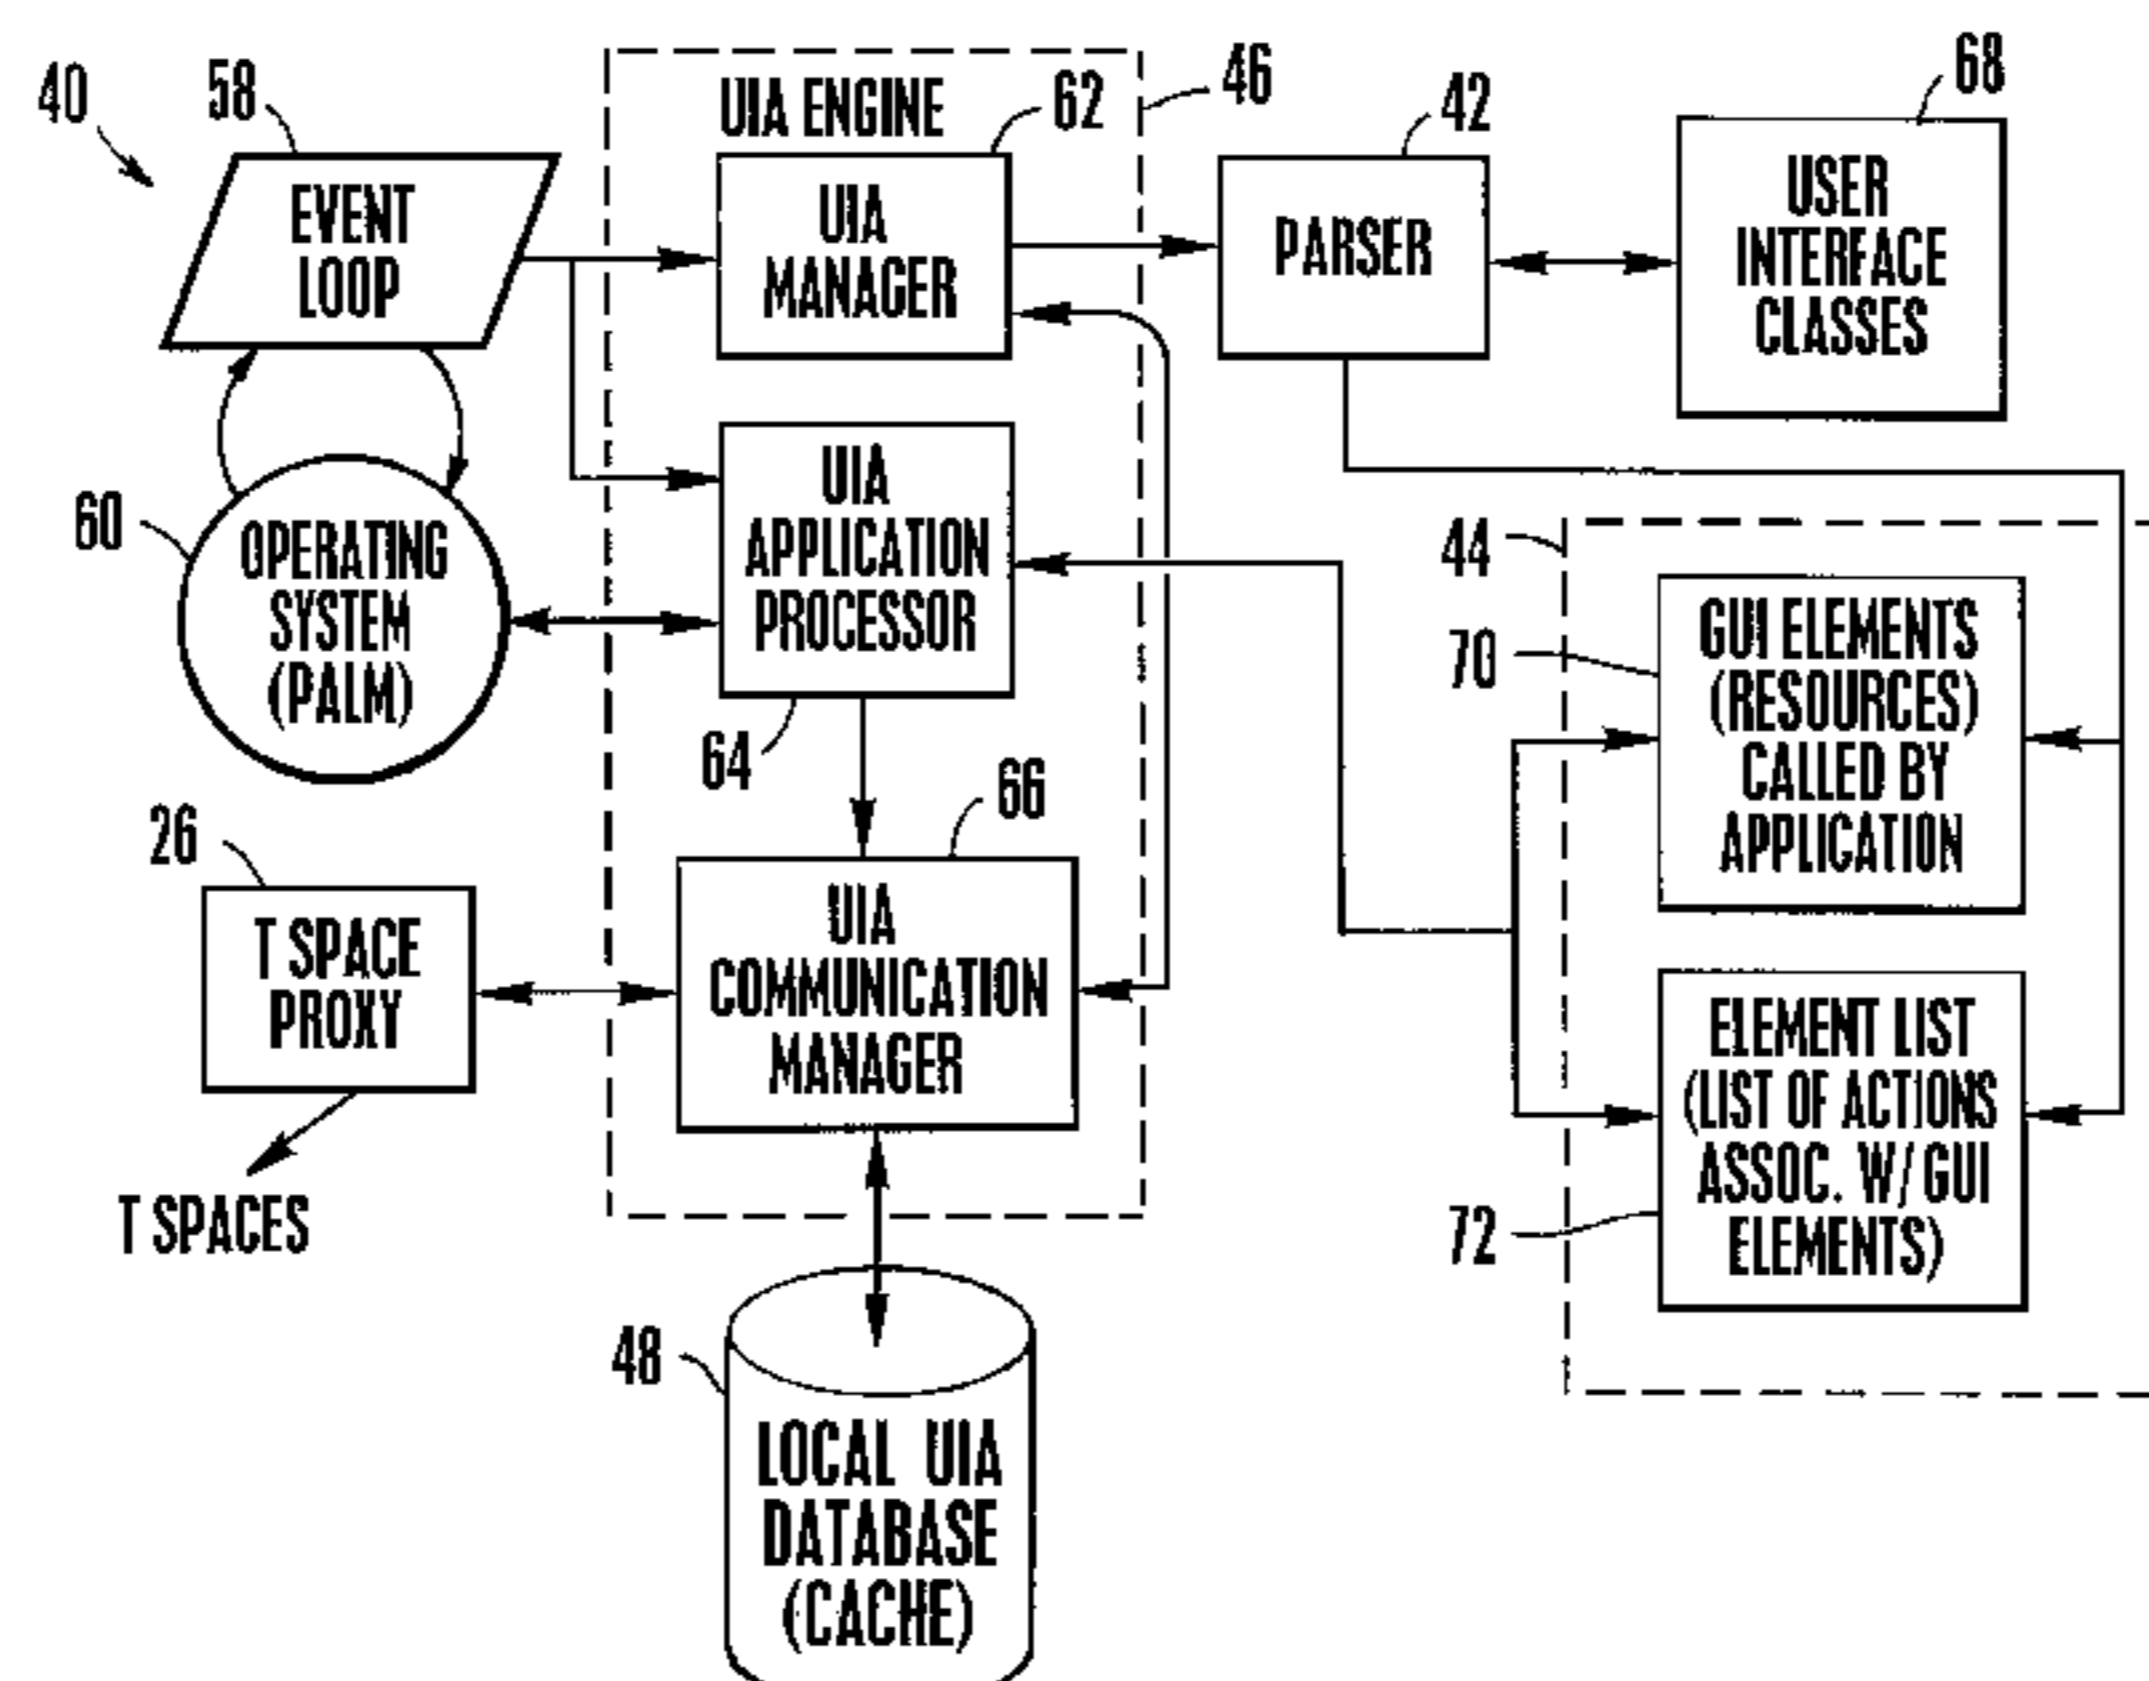 40
58
EVENT
LOOP
UIA ENGINE
62
46
UIA
MANAGER
42
PARSER
68
USER
INTERFACE
CLASSES
60
OPERATING
SYSTEM
(PALM)
UIA
APPLICATION
PROCESSOR
64
44
70
GUI ELEMENTS
(RESOURCES)
CALLED BY
APPLICATION
26
T SPACE
PROXY
T SPACES
66
UIA
COMMUNICATION
MANAGER
72
ELEMENT LIST
(LIST OF ACTIONS
ASSOC. W/GUI
ELEMENTS)
48
LOCAL UIA
DATABASE
(CACHE)